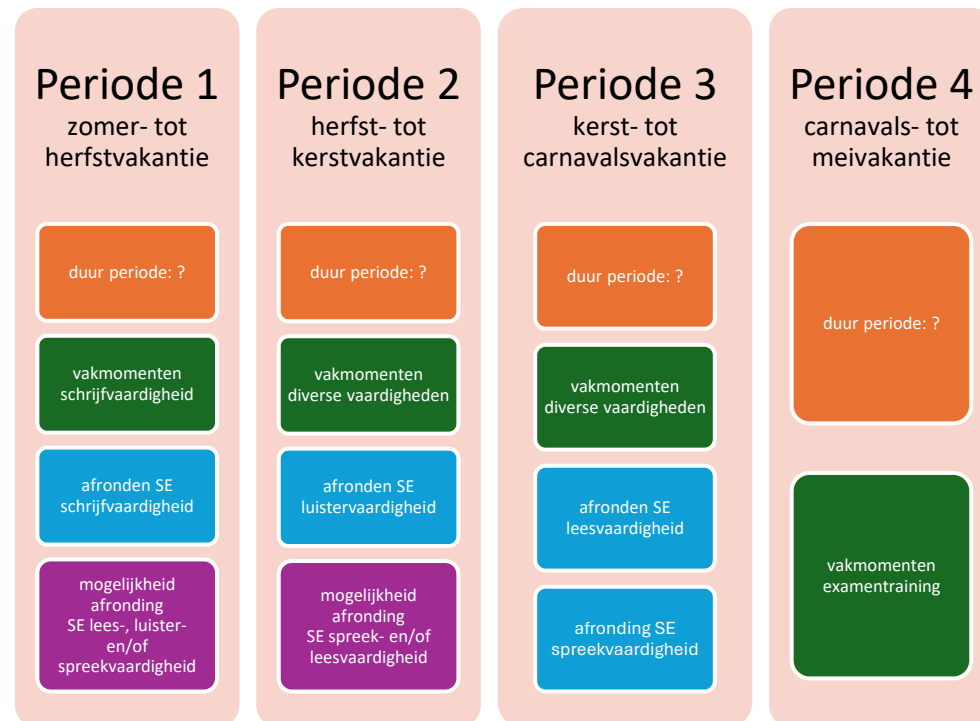 Periode 1
zomer- tot
herfstvakantie
duur periode: ?
vakmomenten
schrijfvaardigheid
afronden SE
schrijfvaardigheid
mogelijkheid
afronding
SE lees-, luister-
en/of
spreekvaardigheid
Periode 2
herfst- tot
kerstvakantie
duur periode: ?
vakmomenten
diverse vaardigheden
afronden SE
luistervaardigheid
mogelijkheid
afronding
SE spreek- en/of
leesvaardigheid
Periode 3
kerst- tot
carnavalsvakantie
duur periode: ?
vakmomenten
diverse vaardigheden
afronden SE
leesvaardigheid
afronding SE
spreekvaardigheid
Periode 4
carnavals- tot
meivakantie
duur periode: ?
vakmomenten
examentraining